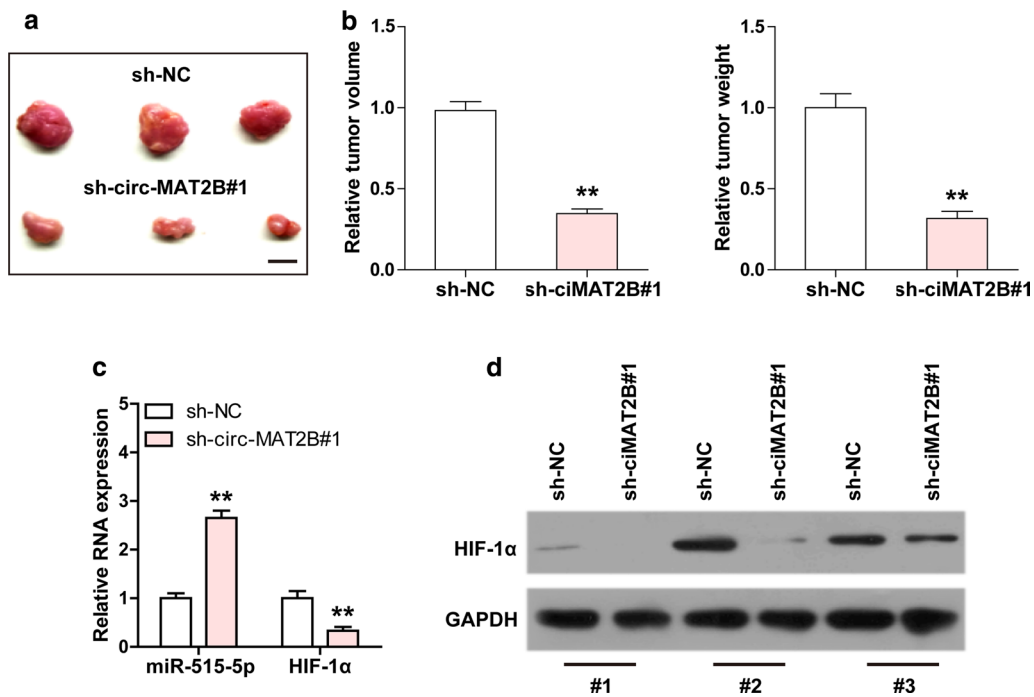 a
sh-NC
sh-circ-MAT2B#1
b
Relative tumor volume
1.5
1.0
0.5
0.0
**
sh-NC sh-ciMAT2B#1
Relative tumor weight
1.5
1.0
0.5
0.0
**
sh-NC sh-ciMAT2B#1
c
Relative RNA expression
5
4
3
2
1
0
sh-NC
sh-circ-MAT2B#1
**
**
miR-515-5p HIF-1α
d
sh-NC
sh-ciMAT2B#1
sh-NC
sh-ciMAT2B#1
sh-NC
sh-ciMAT2B#1
HIF-1α
GAPDH
#1 #2 #3